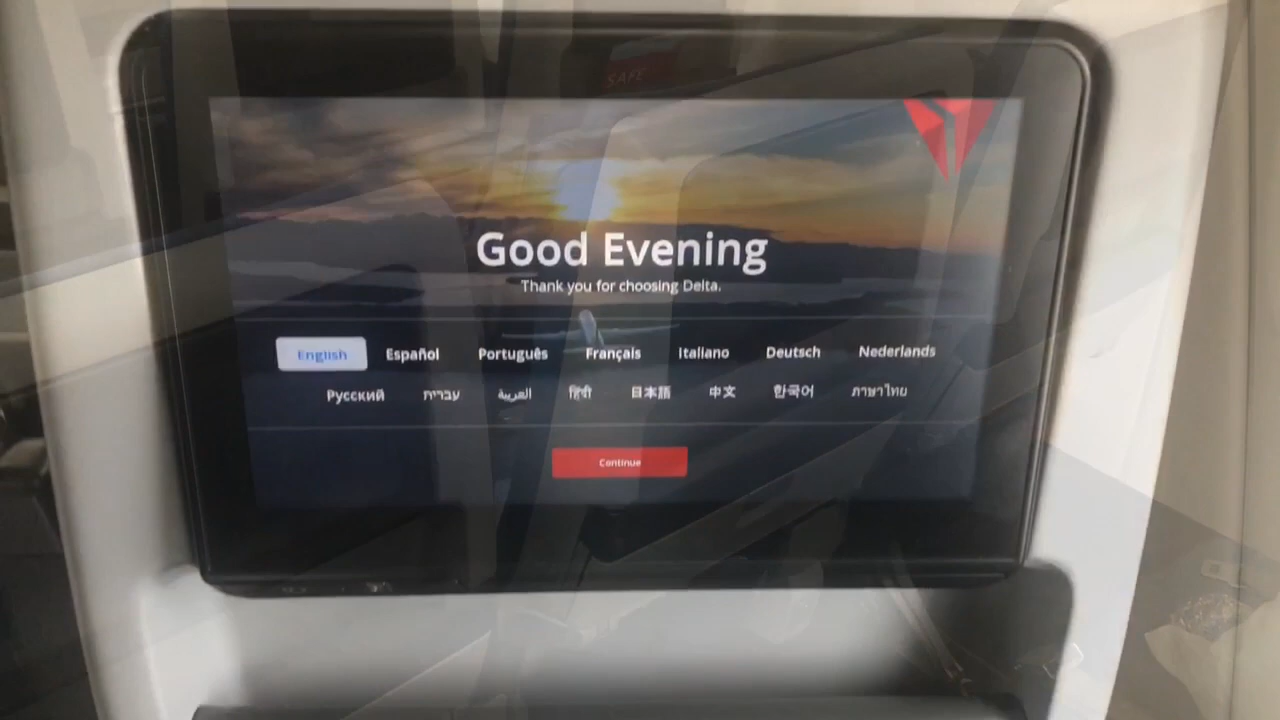 SAFE
Good Evening
Thank you for choosing Delta.
English Español Português Français Italiano Deutsch Nederlands
Русский עברית العربية हिंदी 日本語 中文 한국어 ภาษาไทย
Continue